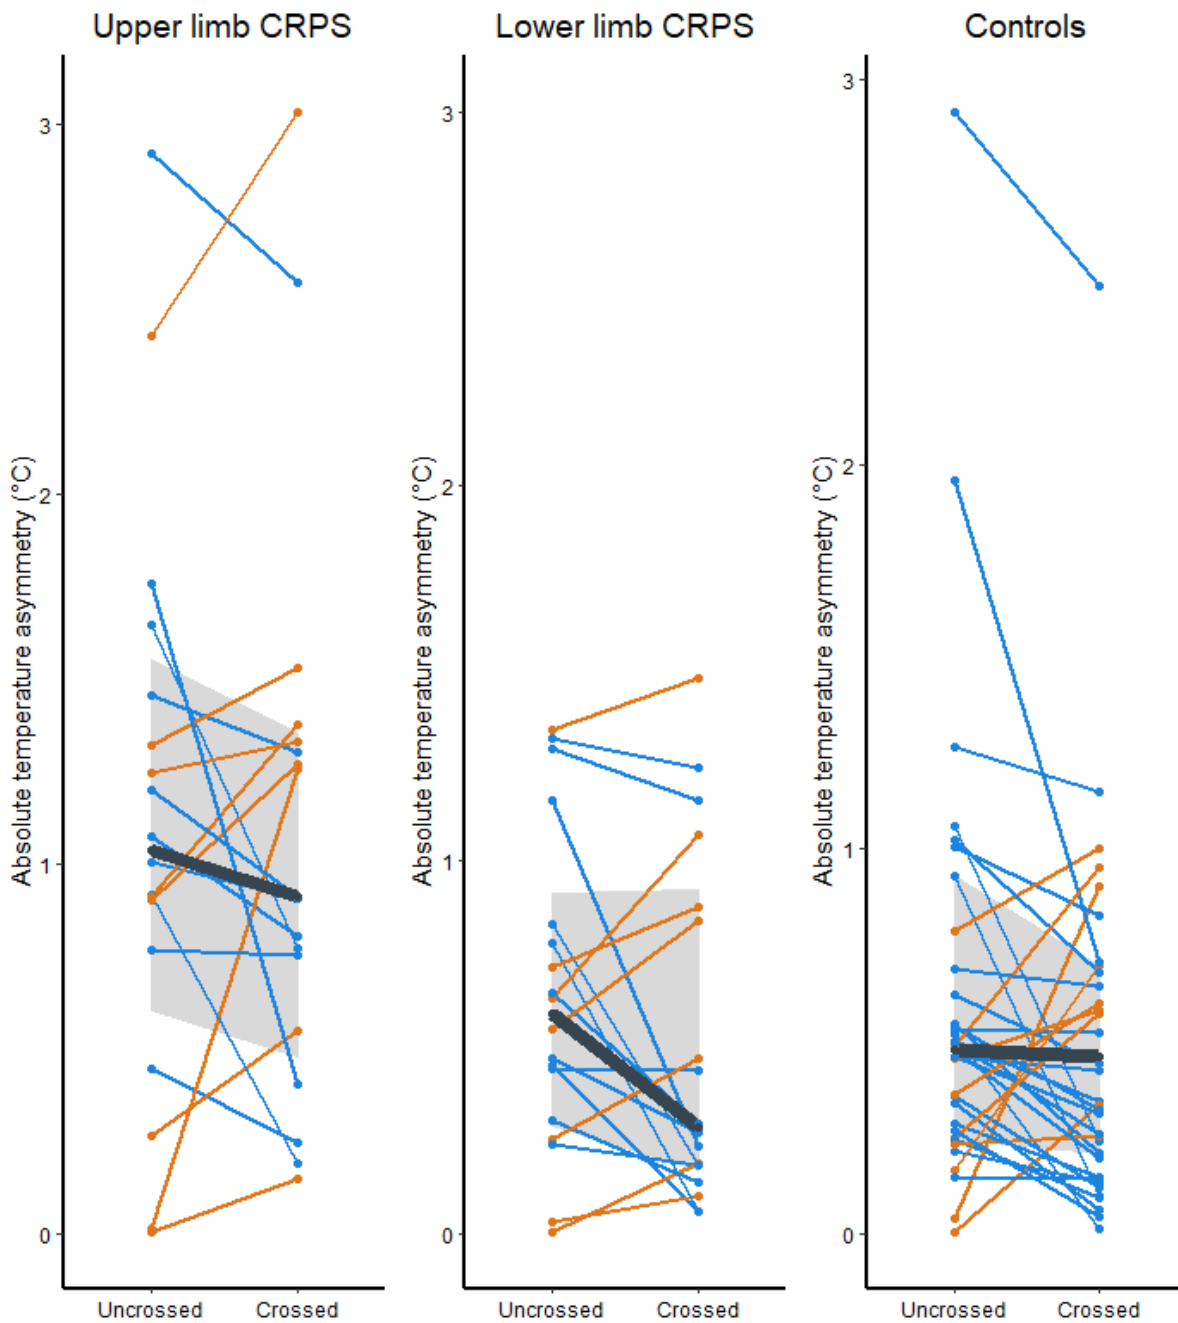 Upper limb CRPS
Absolute temperature asymmetry (°C)
3
2
1
0
Uncrossed Crossed
Lower limb CRPS
Absolute temperature asymmetry (°C)
3
2
1
0
Uncrossed Crossed
Controls
Absolute temperature asymmetry (°C)
3
2
1
0
Uncrossed Crossed